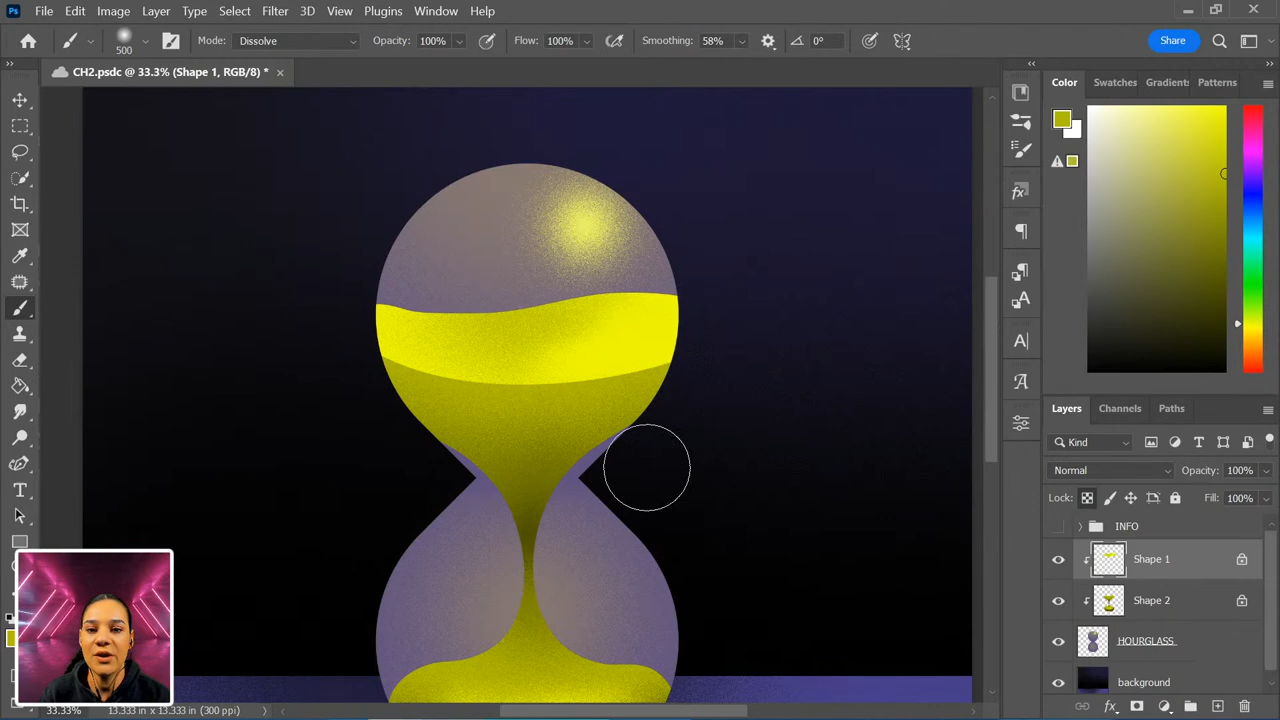 Ps File Edit Image Layer Type Select Filter 3D View Plugins Window Help
500 Mode: Dissolve Opacity: 100% Flow: 100% Smoothing: 58% 0° Share
CH2.psdc @ 33.3% (Shape 1, RGB/8) *
Color Swatches Gradients Patterns
Layers Channels Paths
Kind
Normal Opacity: 100%
Lock: Fill: 100%
INFO
Shape 1
Shape 2
HOURGLASS
background
33.33% 13.333 in x 13.333 in (300 ppi)